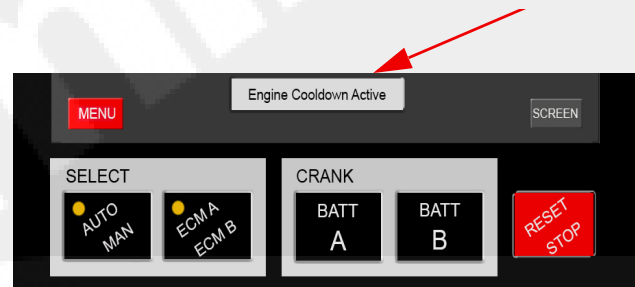 Engine Cooldown Active
MENU
SCREEN
SELECT
CRANK
AUTO
MAN
ECM A
ECM B
BATT
A
BATT
B
RESET
STOP